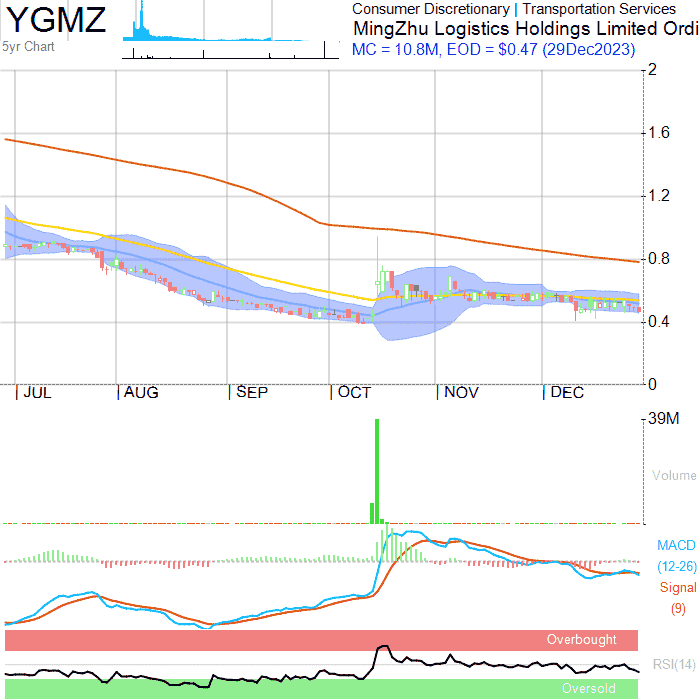 YGMZ
Consumer Discretionary | Transportation Services
MingZhu Logistics Holdings Limited Ordi
5yr Chart
MC = 10.8M, EOD = $0.47 (29Dec2023)
2
1.6
1.2
0.8
0.4
0
JUL AUG SEP OCT NOV DEC
39M
Volume
MACD
(12-26)
Signal
(9)
Overbought
RSI(14)
Oversold